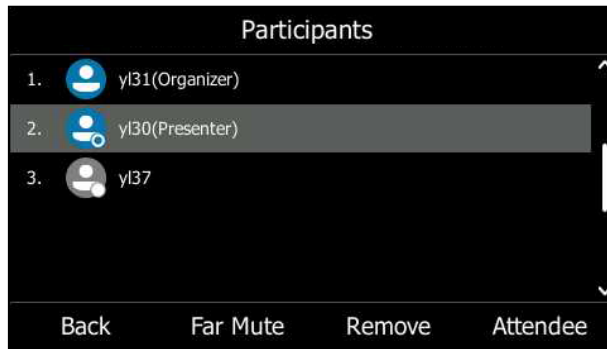 Participants
1. yl31(Organizer)
2. yl30(Presenter)
3. yl37
Back Far Mute Remove Attendee